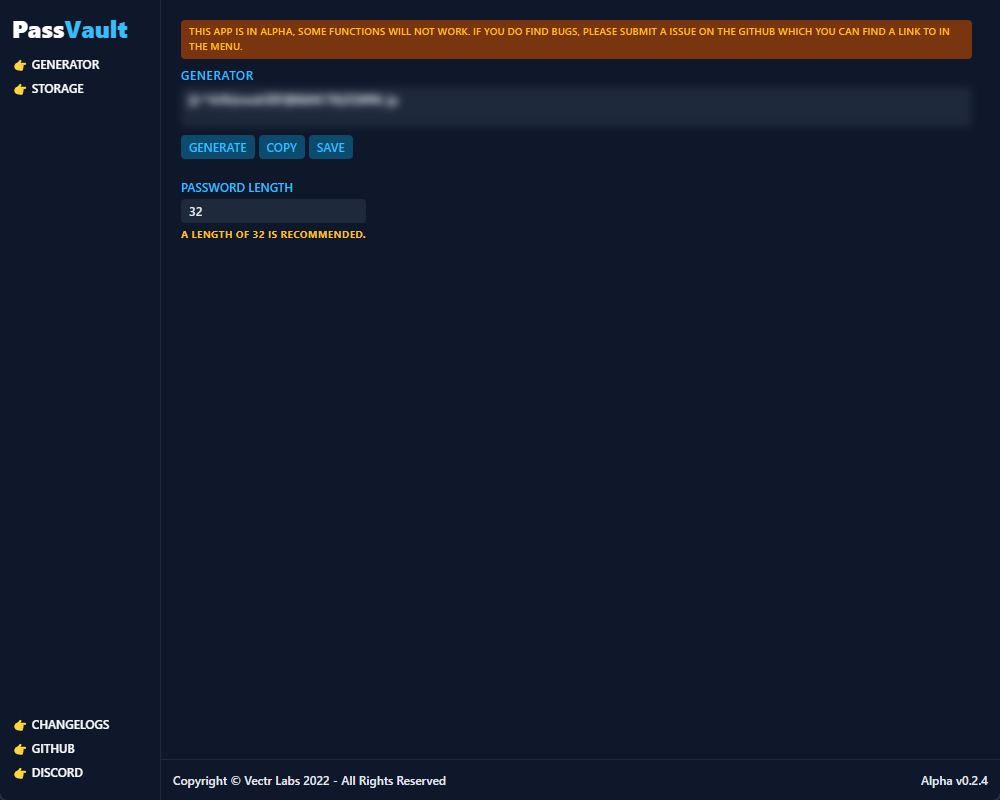 PassVault
GENERATOR
STORAGE
THIS APP IS IN ALPHA, SOME FUNCTIONS WILL NOT WORK. IF YOU DO FIND BUGS, PLEASE SUBMIT A ISSUE ON THE GITHUB WHICH YOU CAN FIND A LINK TO IN
THE MENU.
GENERATOR
GENERATE COPY SAVE
PASSWORD LENGTH
32
A LENGTH OF 32 IS RECOMMENDED.
CHANGELOGS
GITHUB
DISCORD
Copyright © Vectr Labs 2022 - All Rights Reserved
Alpha v0.2.4